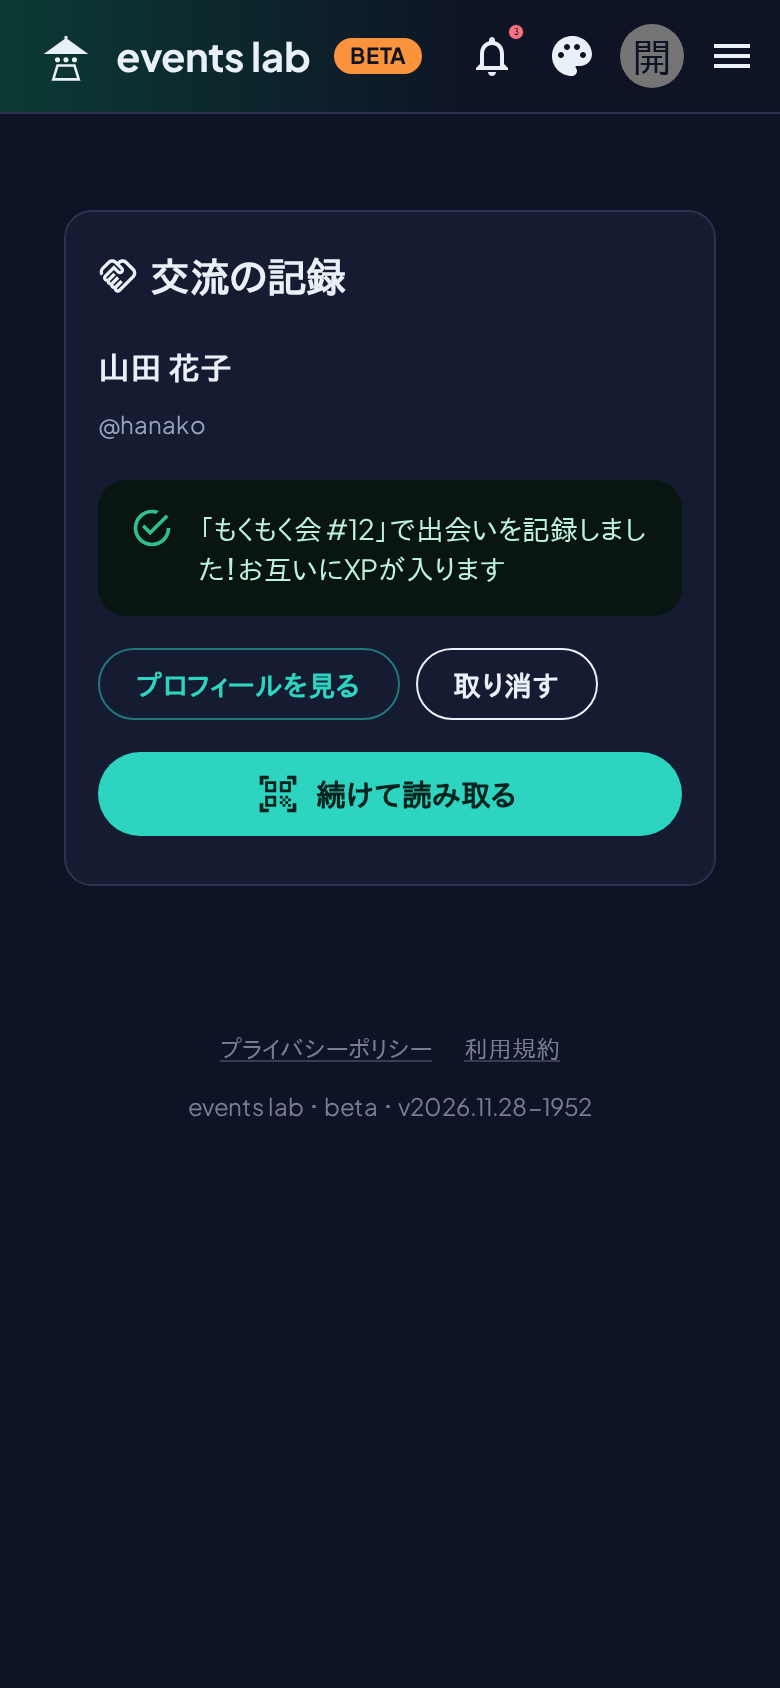 events lab BETA 3 開
交流の記録
山田 花子
@hanako
「もくもく会 #12」で出会いを記録しまし
た！お互いにXPが入ります
プロフィールを見る 取り消す
続けて読み取る
プライバシーポリシー 利用規約
events lab · beta · v2026.11.28-1952